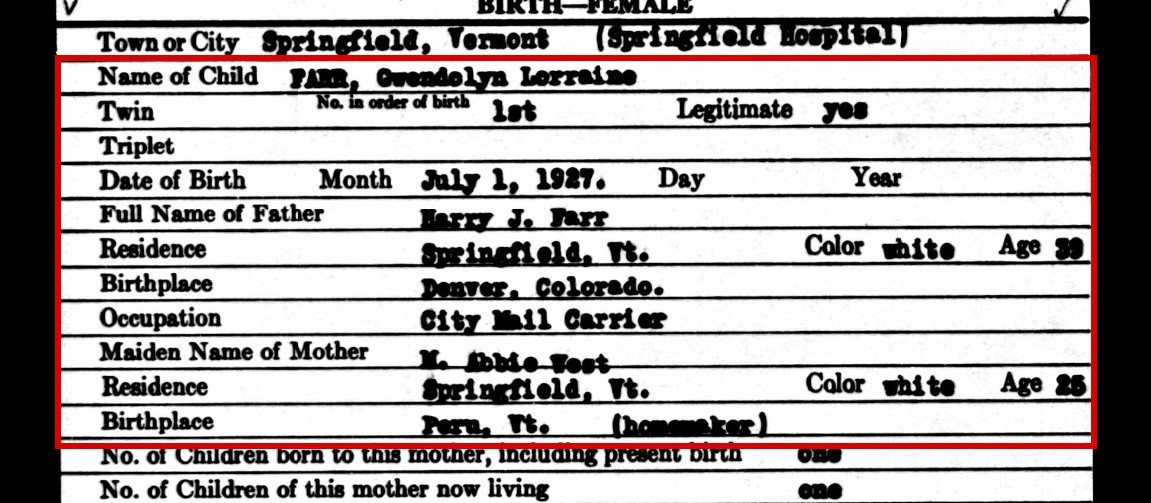 BIRTH—FEMALE
Town or City Springfield, Vermont (Springfield Hospital)
Name of Child FARR, Gwendolyn Lorraine
Twin No. in order of birth 1st Legitimate yes
Triplet
Date of Birth Month July 1, 1927. Day Year
Full Name of Father Harry J. Farr
Residence Springfield, Vt. Color white Age 39
Birthplace Denver, Colorado.
Occupation City Mail Carrier
Maiden Name of Mother M. Abbie West
Residence Springfield, Vt. Color white Age 25
Birthplace Peru, Vt. (homemaker)
No. of Children born to this mother, including present birth one
No. of Children of this mother now living one